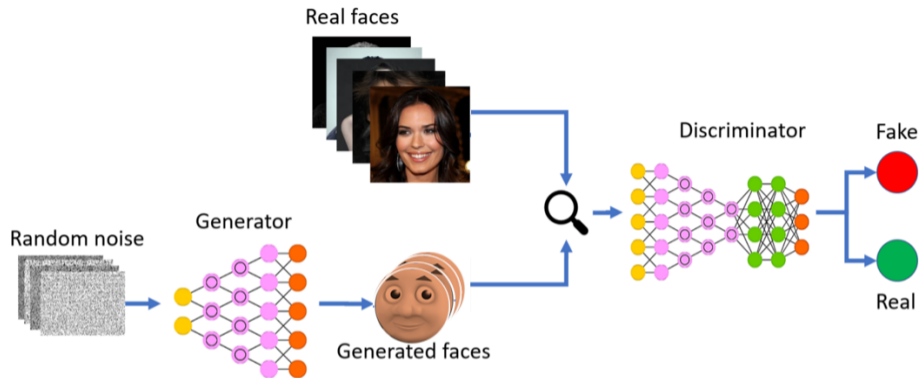 Real faces
Discriminator
Fake
Generator
Random noise
Real
Generated faces